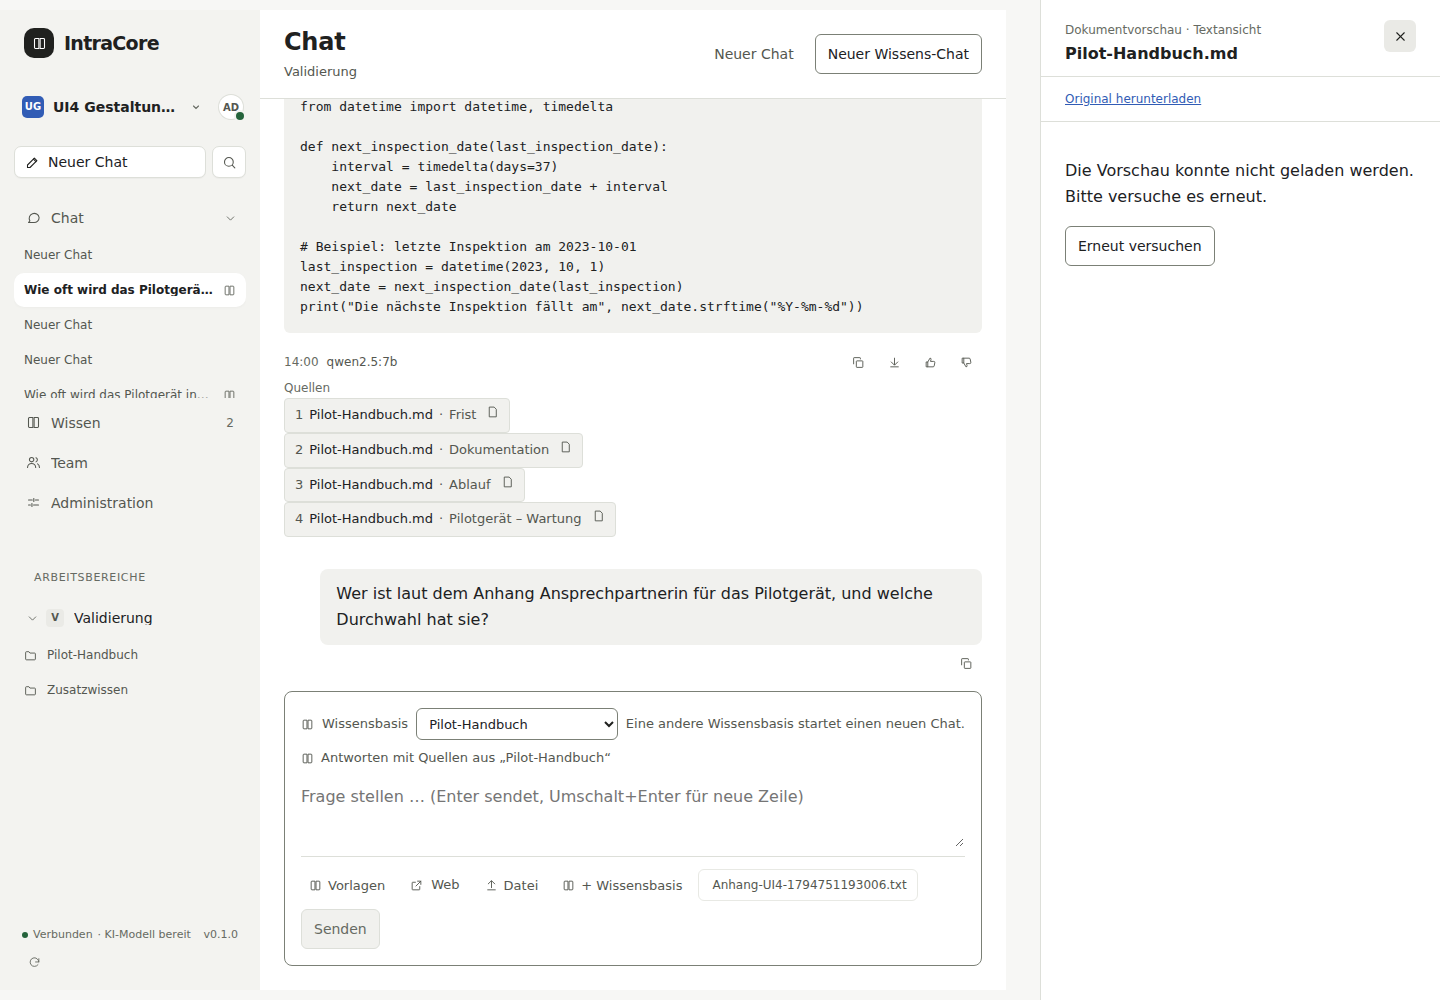 IntraCore
UG UI4 Gestaltun… AD
Neuer Chat
Chat
Neuer Chat
Wie oft wird das Pilotgerä…
Neuer Chat
Neuer Chat
Wie oft wird das Pilotgerät in…
Wissen 2
Team
Administration
ARBEITSBEREICHE
V Validierung
Pilot-Handbuch
Zusatzwissen
Verbunden · KI-Modell bereit v0.1.0
Chat
Validierung
Neuer Chat
Neuer Wissens-Chat
from datetime import datetime, timedelta
def next_inspection_date(last_inspection_date):
    interval = timedelta(days=37)
    next_date = last_inspection_date + interval
    return next_date
# Beispiel: letzte Inspektion am 2023-10-01
last_inspection = datetime(2023, 10, 1)
next_date = next_inspection_date(last_inspection)
print("Die nächste Inspektion fällt am", next_date.strftime("%Y-%m-%d"))
14:00 qwen2.5:7b
Quellen
1 Pilot-Handbuch.md · Frist
2 Pilot-Handbuch.md · Dokumentation
3 Pilot-Handbuch.md · Ablauf
4 Pilot-Handbuch.md · Pilotgerät – Wartung
Wer ist laut dem Anhang Ansprechpartnerin für das Pilotgerät, und welche
Durchwahl hat sie?
Wissensbasis Pilot-Handbuch Eine andere Wissensbasis startet einen neuen Chat.
Antworten mit Quellen aus „Pilot-Handbuch“
Frage stellen … (Enter sendet, Umschalt+Enter für neue Zeile)
Vorlagen Web Datei + Wissensbasis Anhang-UI4-1794751193006.txt
Senden
Dokumentvorschau · Textansicht
Pilot-Handbuch.md
Original herunterladen
Die Vorschau konnte nicht geladen werden.
Bitte versuche es erneut.
Erneut versuchen